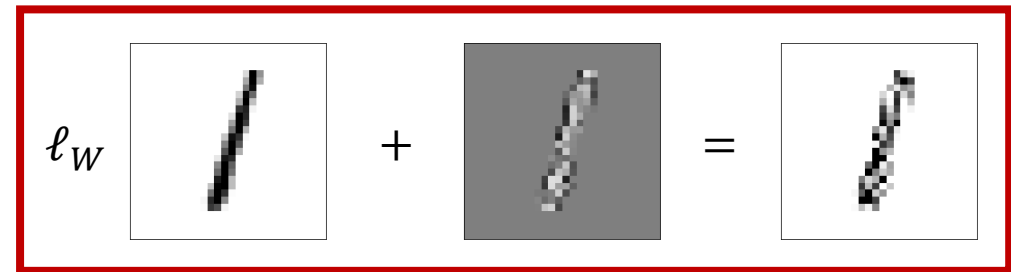 ℓ_W + =